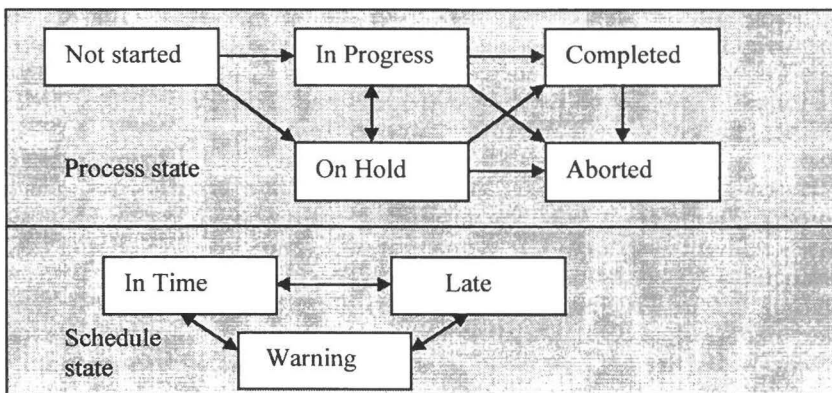 Not started
In Progress
Completed
On Hold
Aborted
Process state
In Time
Late
Warning
Schedule
state